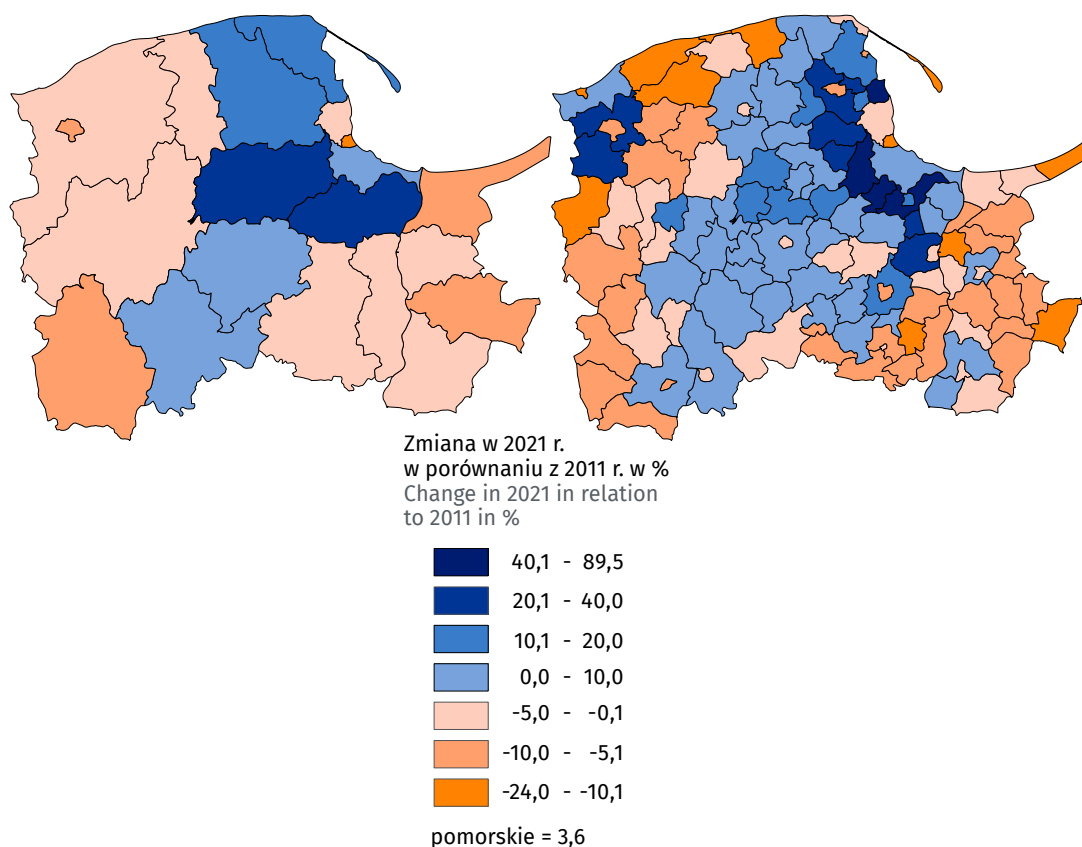 Zmiana w 2021 r.
w porównaniu z 2011 r. w %
Change in 2021 in relation
to 2011 in %
40,1 - 89,5
20,1 - 40,0
10,1 - 20,0
0,0 - 10,0
-5,0 - -0,1
-10,0 - -5,1
-24,0 - -10,1
pomorskie = 3,6